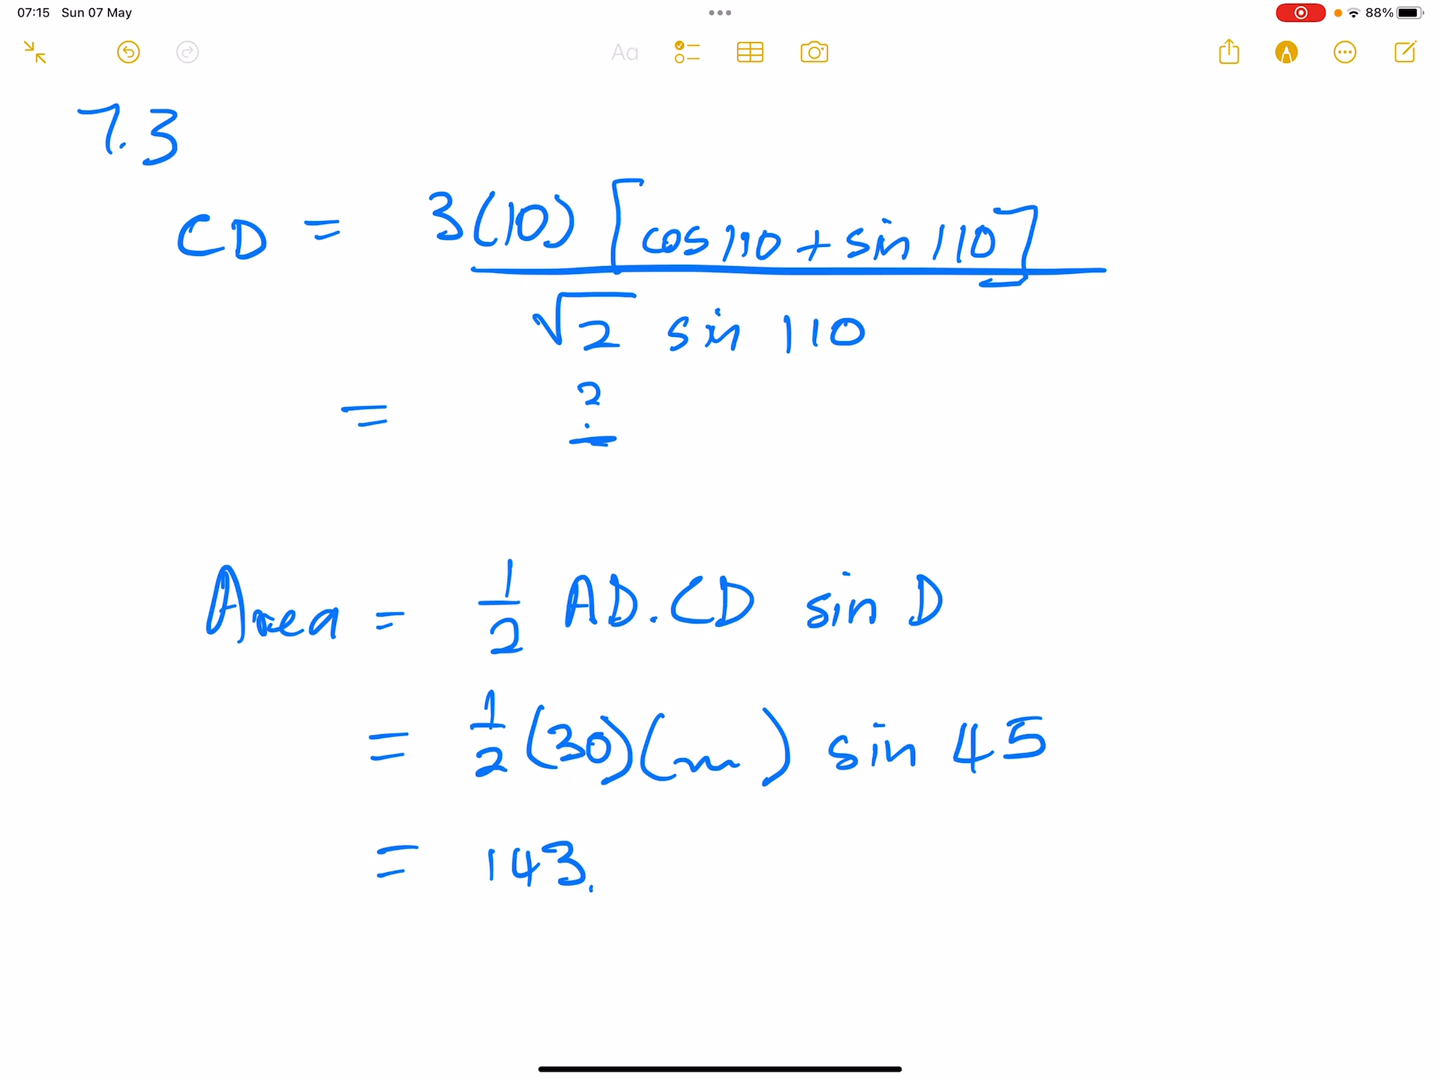 07:15 Sun 07 May
88%
Aa
7.3
CD = 3(10) [cos 110 + sin 110]
√2 sin 110
= ?
Area = 1/2 AD.CD sin D
= 1/2 (30)(m) sin 45
= 143.